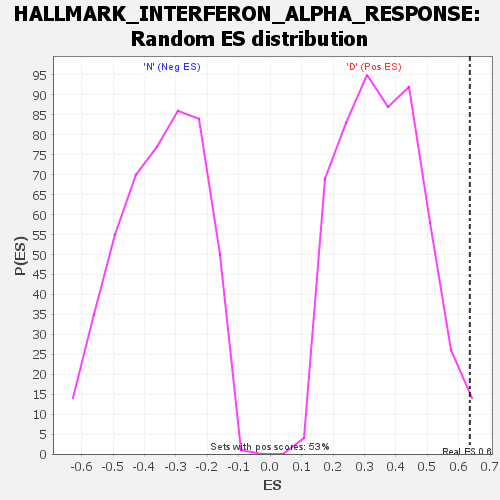 HALLMARK_INTERFERON_ALPHA_RESPONSE:
Random ES distribution
'N' (Neg ES)
'D' (Pos ES)
P(ES)
95
90
85
80
75
70
65
60
55
50
45
40
35
30
25
20
15
10
5
0
Sets with pos scores: 53%
Real ES 0.6
-0.6 -0.5 -0.4 -0.3 -0.2 -0.1 0.0 0.1 0.2 0.3 0.4 0.5 0.6 0.7
ES